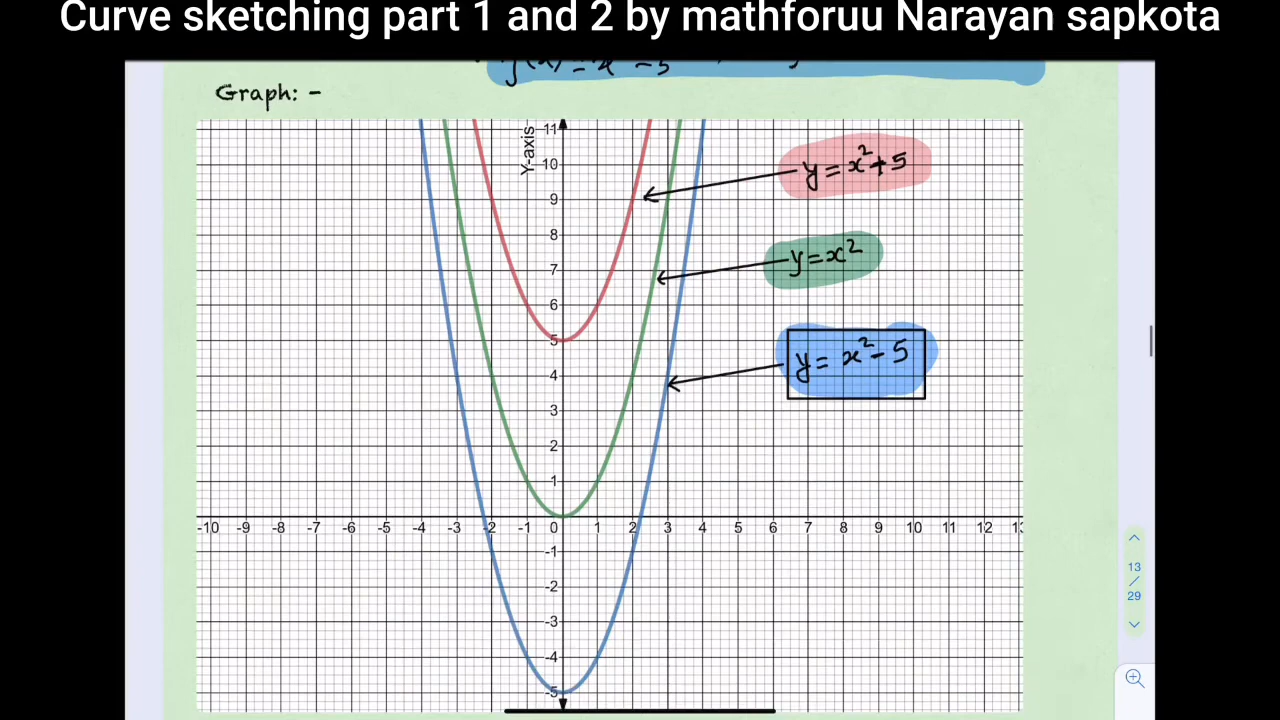 Curve sketching part 1 and 2 by mathforuu Narayan sapkota
Graph: -
Y-axis
11
10
9
8
7
6
5
4
3
2
1
-10 -9 -8 -7 -6 -5 -4 -3 -2 -1 0 1 2 3 4 5 6 7 8 9 10 11 12
-1
-2
-3
-4
-5
y = x²+5
y = x²
y = x² - 5
13
/
29